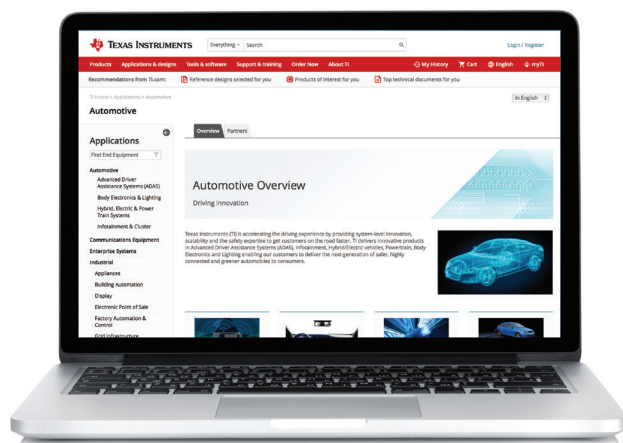 TEXAS INSTRUMENTS
Everything Search
Login / Register
Products Applications & designs Tools & software Support & training Order Now About TI My History Cart English myTI
Recommendations from TI.com: Reference designs selected for you Products of interest for you Top technical documents for you
TI Home > Applications > Automotive
In English
Automotive
Applications
Overview Partners
Find End Equipment
Automotive
Advanced Driver
Assistance Systems (ADAS)
Body Electronics & Lighting
Hybrid, Electric & Power
Train Systems
Infotainment & Cluster
Communications Equipment
Enterprise Systems
Industrial
Appliances
Building Automation
Display
Electronic Point of Sale
Factory Automation &
Control
Grid Infrastructure
Automotive Overview
Driving innovation
Texas Instruments (TI) is accelerating the driving experience by providing system-level innovation,
scalability and the safety expertise to get customers on the road faster. TI delivers innovative products
in Advanced Driver Assistance Systems (ADAS), Infotainment, Hybrid/Electric vehicles, Powertrain, Body
Electronics and Lighting enabling our customers to deliver the next-generation of safer, highly
connected and greener automobiles to consumers.